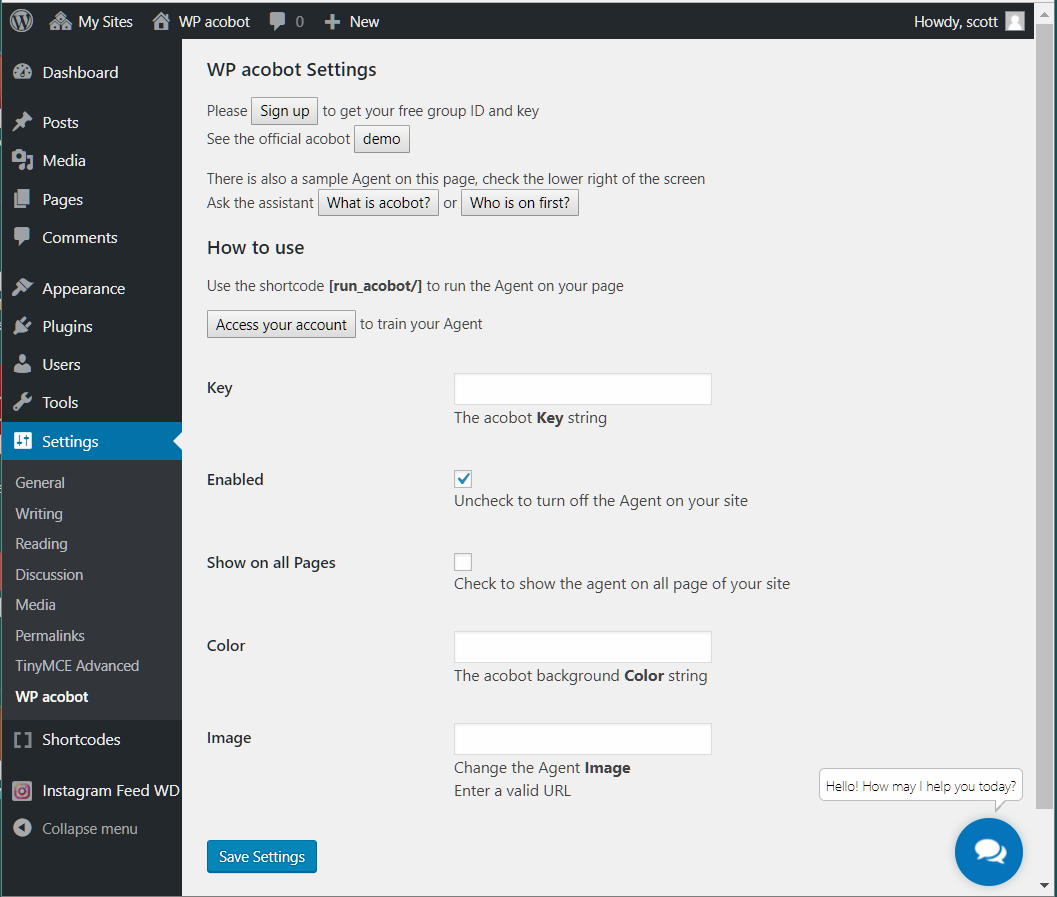 My Sites WP acobot 0 New Howdy, scott
Dashboard
Posts
Media
Pages
Comments
Appearance
Plugins
Users
Tools
Settings
General
Writing
Reading
Discussion
Media
Permalinks
TinyMCE Advanced
WP acobot
Shortcodes
Instagram Feed WD
Collapse menu
WP acobot Settings
Please Sign up to get your free group ID and key
See the official acobot demo
There is also a sample Agent on this page, check the lower right of the screen
Ask the assistant What is acobot? or Who is on first?
How to use
Use the shortcode [run_acobot/] to run the Agent on your page
Access your account to train your Agent
Key
The acobot Key string
Enabled
Uncheck to turn off the Agent on your site
Show on all Pages
Check to show the agent on all page of your site
Color
The acobot background Color string
Image
Change the Agent Image
Enter a valid URL
Save Settings
Hello! How may I help you today?